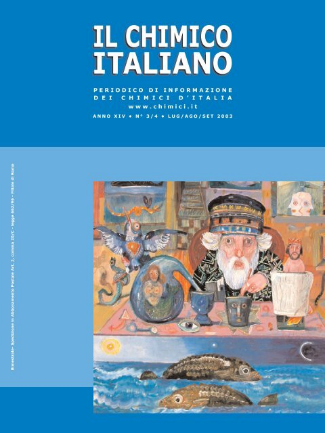 IL CHIMICO
ITALIANO
PERIODICO DI INFORMAZIONE
DEI CHIMICI D'ITALIA
www.chimici.it
ANNO XIV • N° 3/4 • LUG/AGO/SET 2003